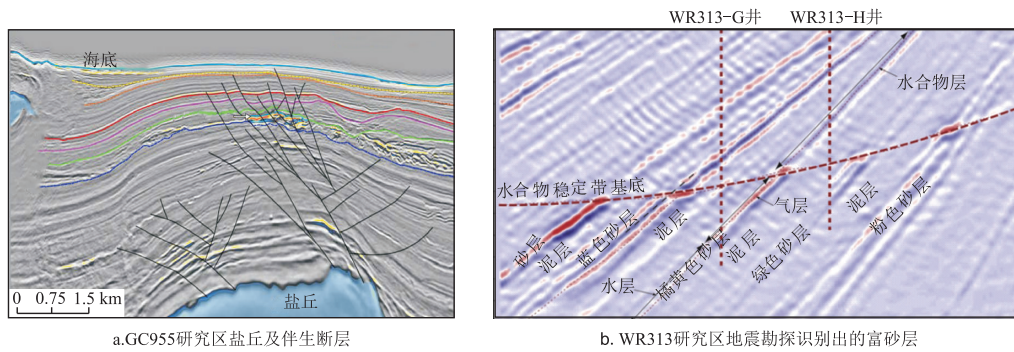 WR313-G井 WR313-H井
海底
水合物层
水合物稳定带基底
气层
砂层
泥层
蓝色砂层
泥层
橘黄色砂层
泥层
绿色砂层
泥层
粉色砂层
水层
盐丘
0 0.75 1.5 km
a.GC955研究区盐丘及伴生断层
b. WR313研究区地震勘探识别出的富砂层